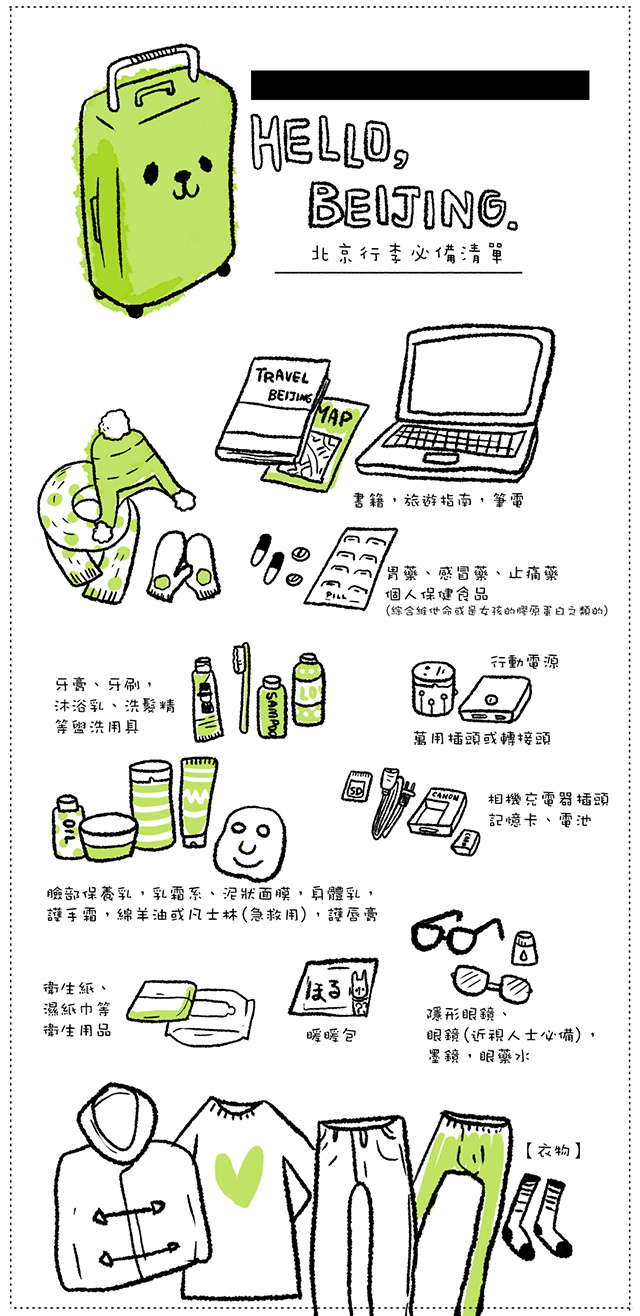 HELLO,
BEIJING.
北京行李必備清單
TRAVEL
BEIJING
MAP
書籍，旅遊指南，筆電
PILL
胃藥、感冒藥、止痛藥
個人保健食品
(綜合維他命或是女孩的膠原蛋白之類的)
牙膏、牙刷，
沐浴乳、洗髮精
等盥洗用具
SAMPOO
LO
行動電源
萬用插頭或轉接頭
SD
CANON
相機充電器插頭
記憶卡、電池
OIL
W
臉部保養乳，乳霜系、泥狀面膜，身體乳，
護手霜，綿羊油或凡士林(急救用)，護唇膏
衛生紙、
濕紙巾等
衛生用品
ほる
暖暖包
隱形眼鏡、
眼鏡(近視人士必備)，
墨鏡，眼藥水
【衣物】